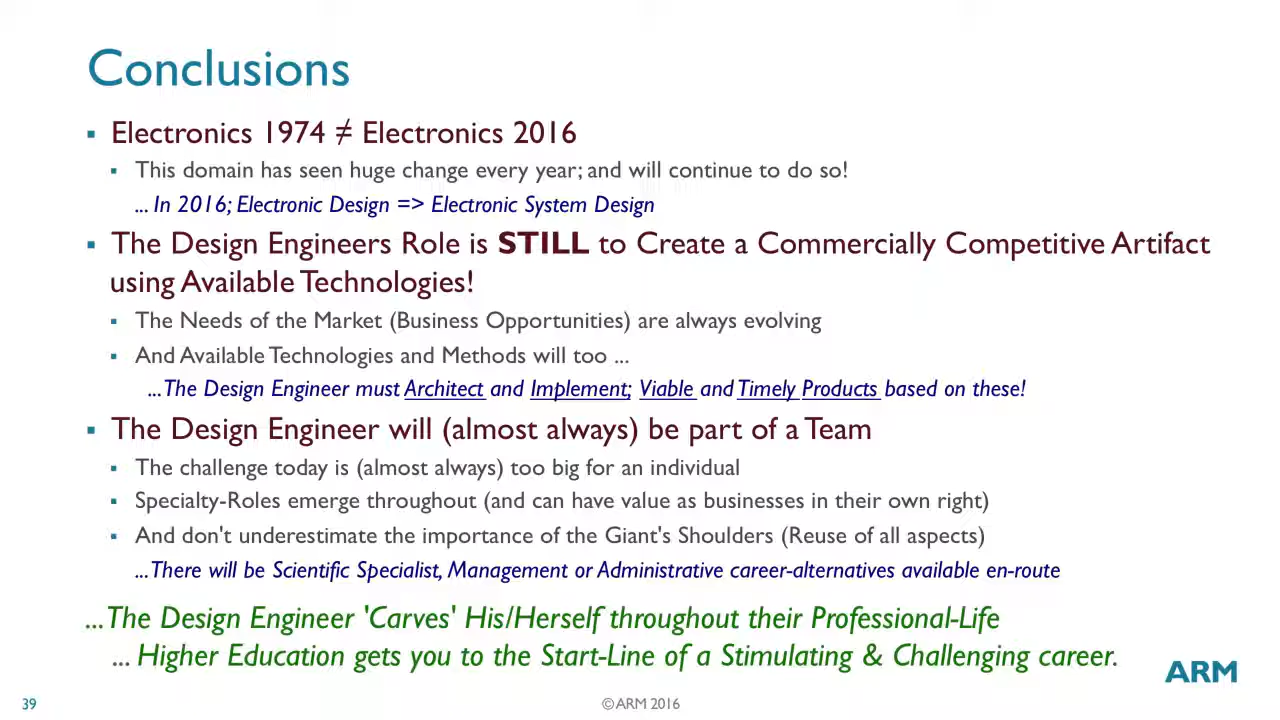 Conclusions
▪ Electronics 1974 ≠ Electronics 2016
▪ This domain has seen huge change every year; and will continue to do so!
... In 2016; Electronic Design => Electronic System Design
▪ The Design Engineers Role is STILL to Create a Commercially Competitive Artifact
using Available Technologies!
▪ The Needs of the Market (Business Opportunities) are always evolving
▪ And Available Technologies and Methods will too ...
... The Design Engineer must Architect and Implement; Viable and Timely Products based on these!
▪ The Design Engineer will (almost always) be part of a Team
▪ The challenge today is (almost always) too big for an individual
▪ Specialty-Roles emerge throughout (and can have value as businesses in their own right)
▪ And don't underestimate the importance of the Giant's Shoulders (Reuse of all aspects)
... There will be Scientific Specialist, Management or Administrative career-alternatives available en-route
... The Design Engineer 'Carves' His/Herself throughout their Professional-Life
... Higher Education gets you to the Start-Line of a Stimulating & Challenging career.
ARM
39
© ARM 2016